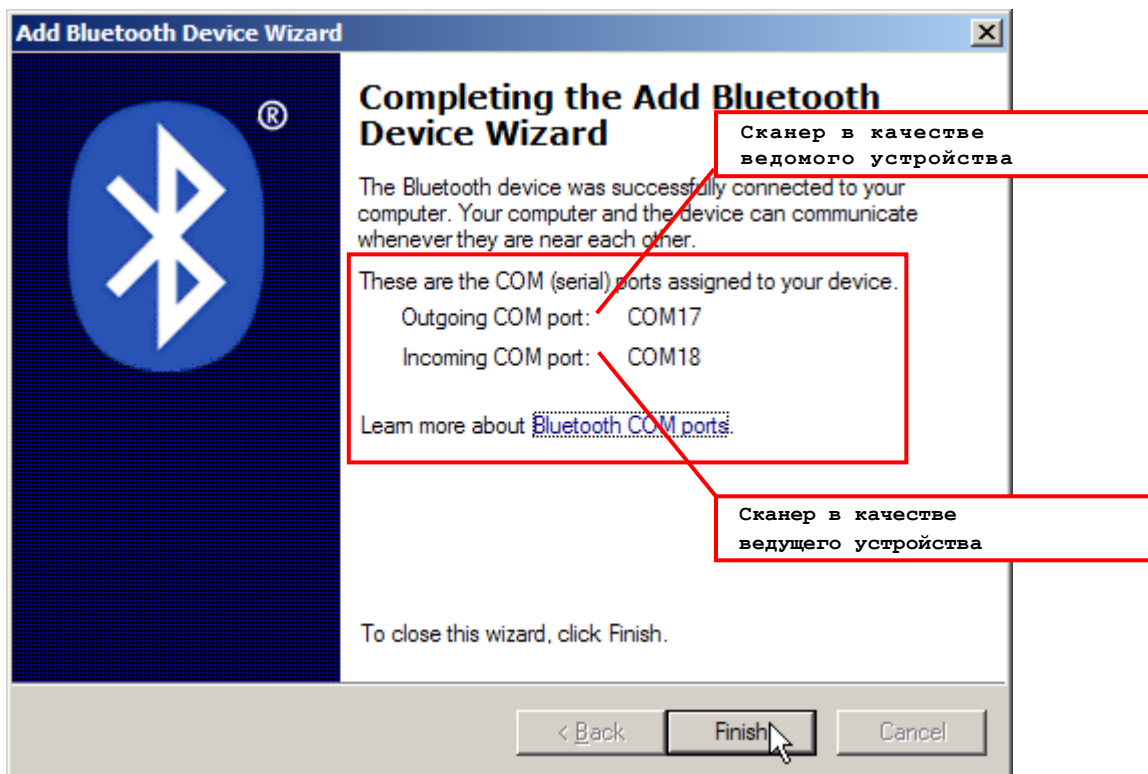 Add Bluetooth Device Wizard
®
Completing the Add Bluetooth
Device Wizard
Сканер в качестве
ведомого устройства
The Bluetooth device was successfully connected to your
computer. Your computer and the device can communicate
whenever they are near each other.
These are the COM (serial) ports assigned to your device.
Outgoing COM port: COM17
Incoming COM port: COM18
Learn more about Bluetooth COM ports.
Сканер в качестве
ведущего устройства
To close this wizard, click Finish.
< Back
Finish
Cancel